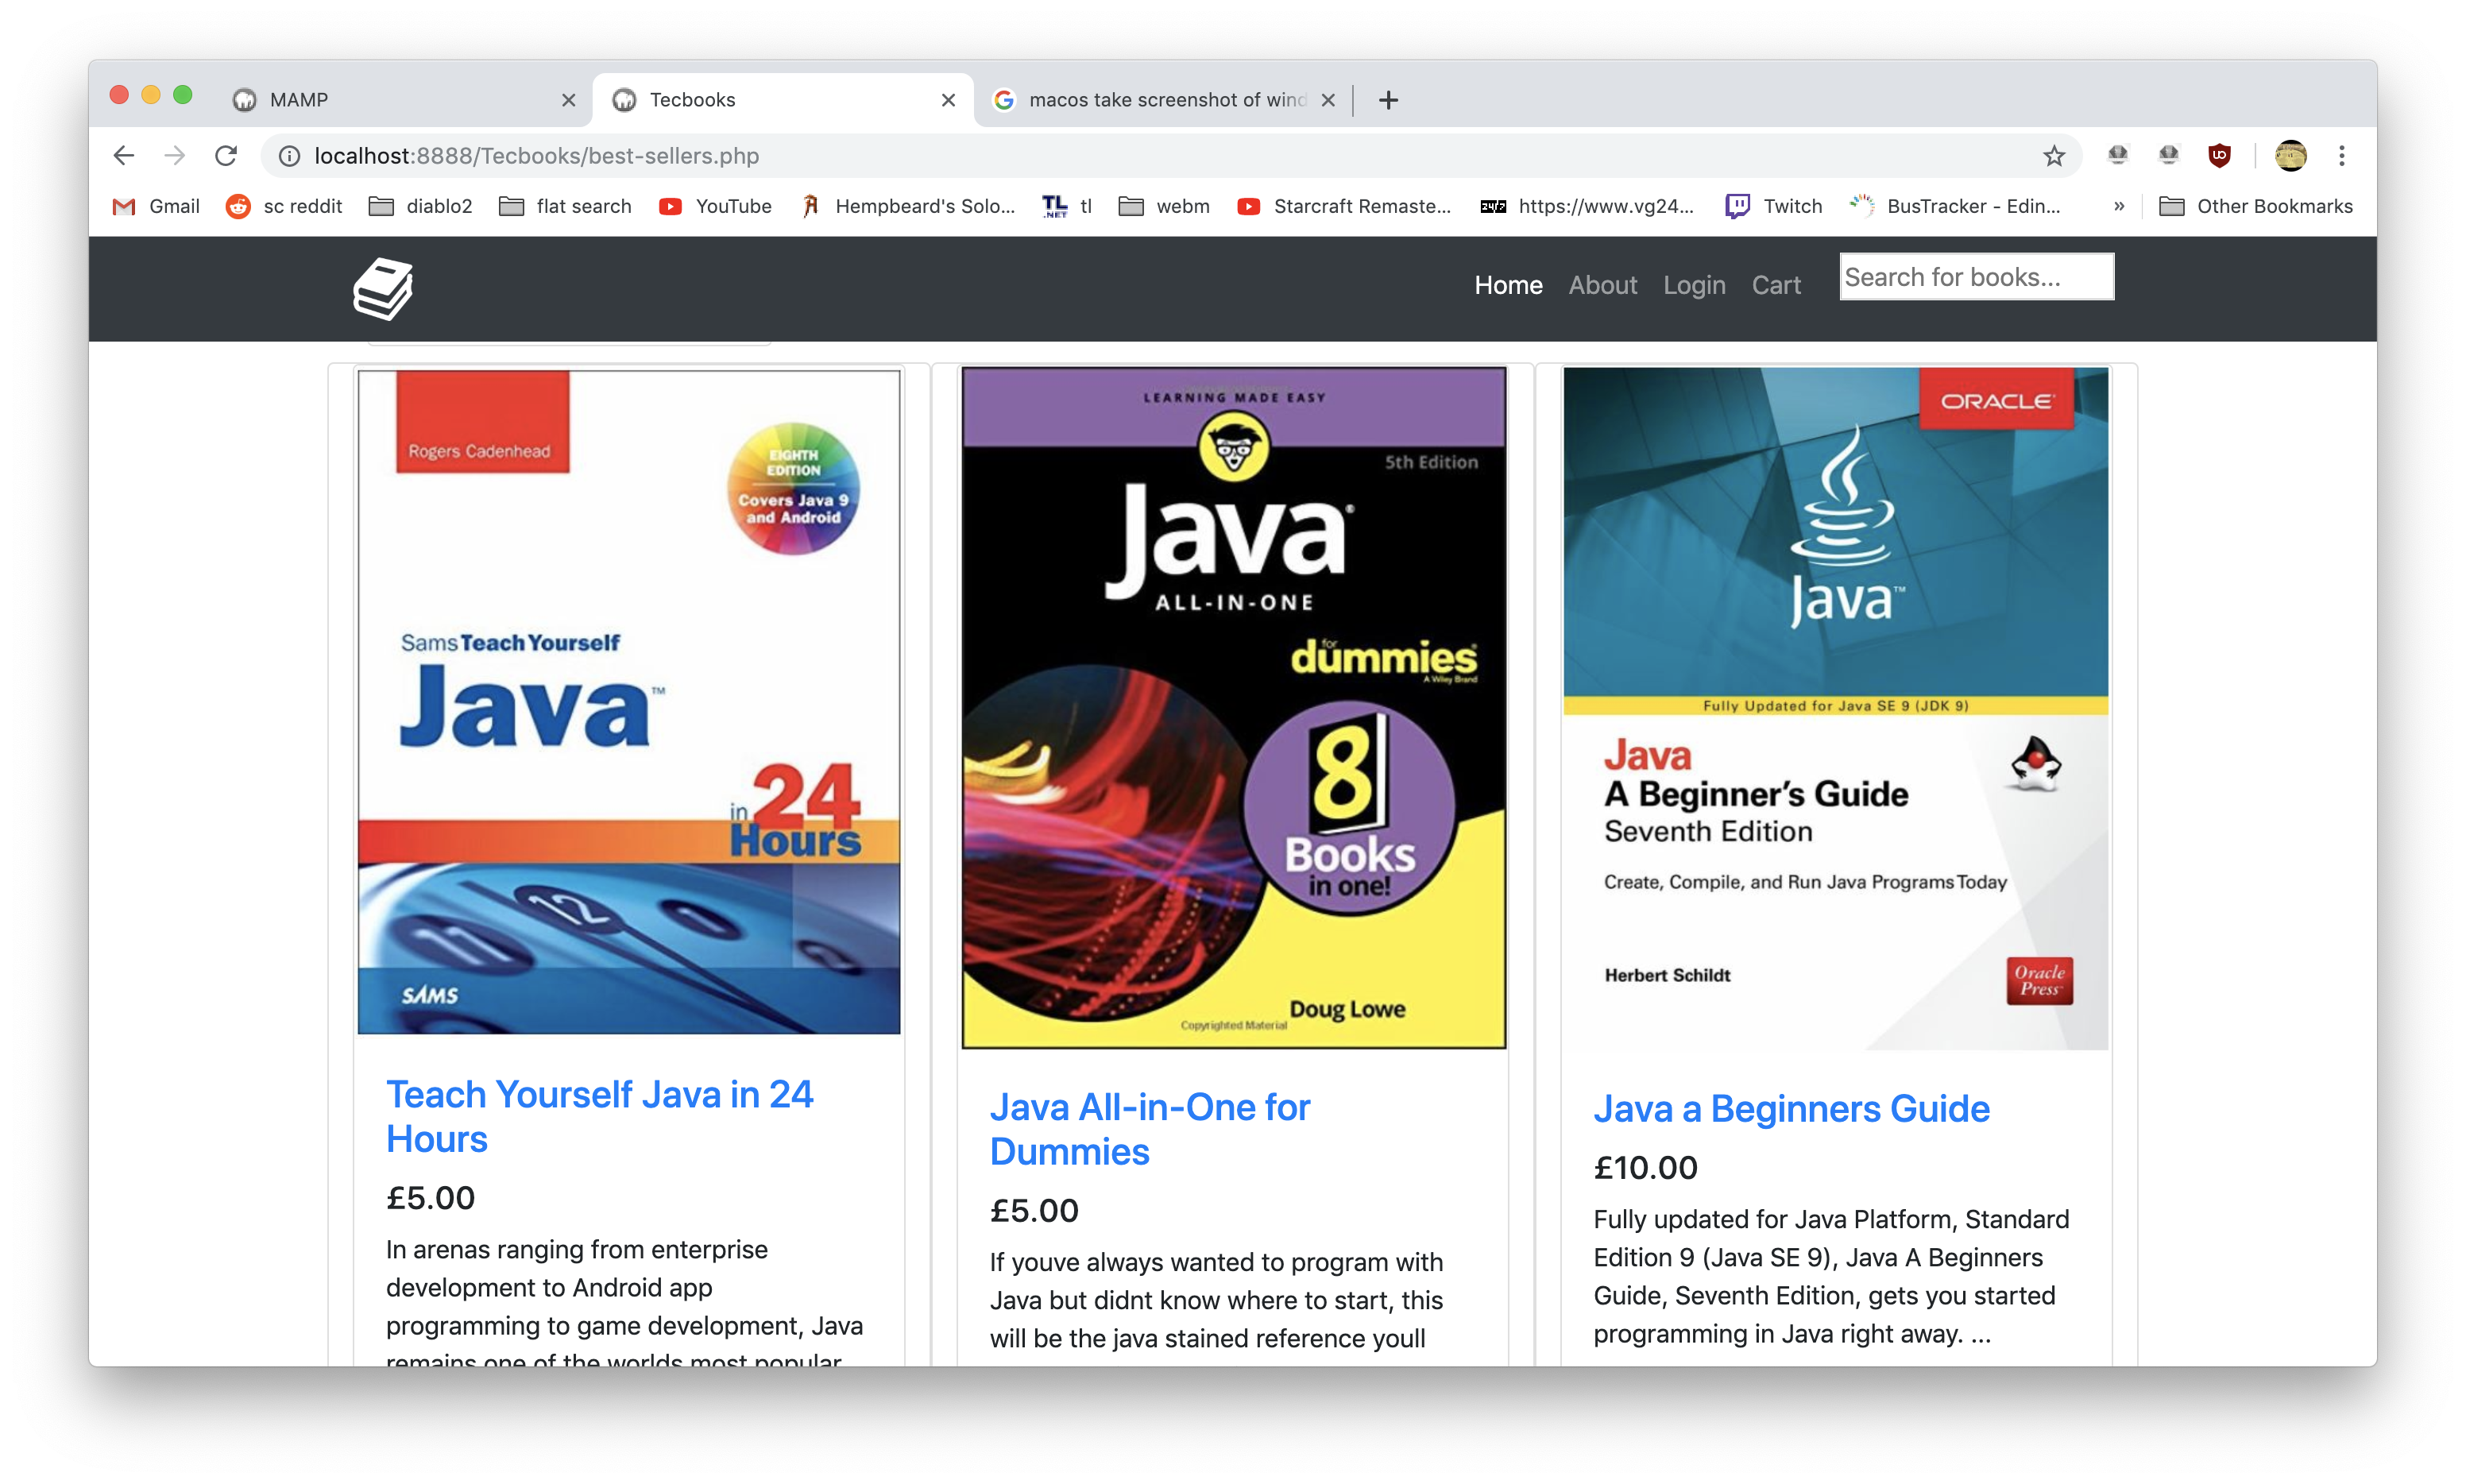 MAMP
Tecbooks
macos take screenshot of wind
localhost:8888/Tecbooks/best-sellers.php
Gmail
sc reddit
diablo2
flat search
YouTube
Hempbeard's Solo...
TL .NET tl
webm
Starcraft Remaste...
24/7 https://www.vg24...
Twitch
BusTracker - Edin...
»
Other Bookmarks
Home About Login Cart
Search for books...
Rogers Cadenhead
EIGHTH
EDITION
Covers Java 9
and Android
Sams Teach Yourself
Java™
in 24
Hours
11 12 1 2
SAMS
Teach Yourself Java in 24
Hours
£5.00
In arenas ranging from enterprise
development to Android app
programming to game development, Java
remains one of the worlds most popular
LEARNING MADE EASY
5th Edition
Java®
ALL-IN-ONE
for
dummies
A Wiley Brand
8
Books
in one!
Doug Lowe
Copyrighted Material
Java All-in-One for
Dummies
£5.00
If youve always wanted to program with
Java but didnt know where to start, this
will be the java stained reference youll
ORACLE®
Java™
Fully Updated for Java SE 9 (JDK 9)
Java
A Beginner's Guide
Seventh Edition
Create, Compile, and Run Java Programs Today
Herbert Schildt
Oracle
Press™
Java a Beginners Guide
£10.00
Fully updated for Java Platform, Standard
Edition 9 (Java SE 9), Java A Beginners
Guide, Seventh Edition, gets you started
programming in Java right away. ...